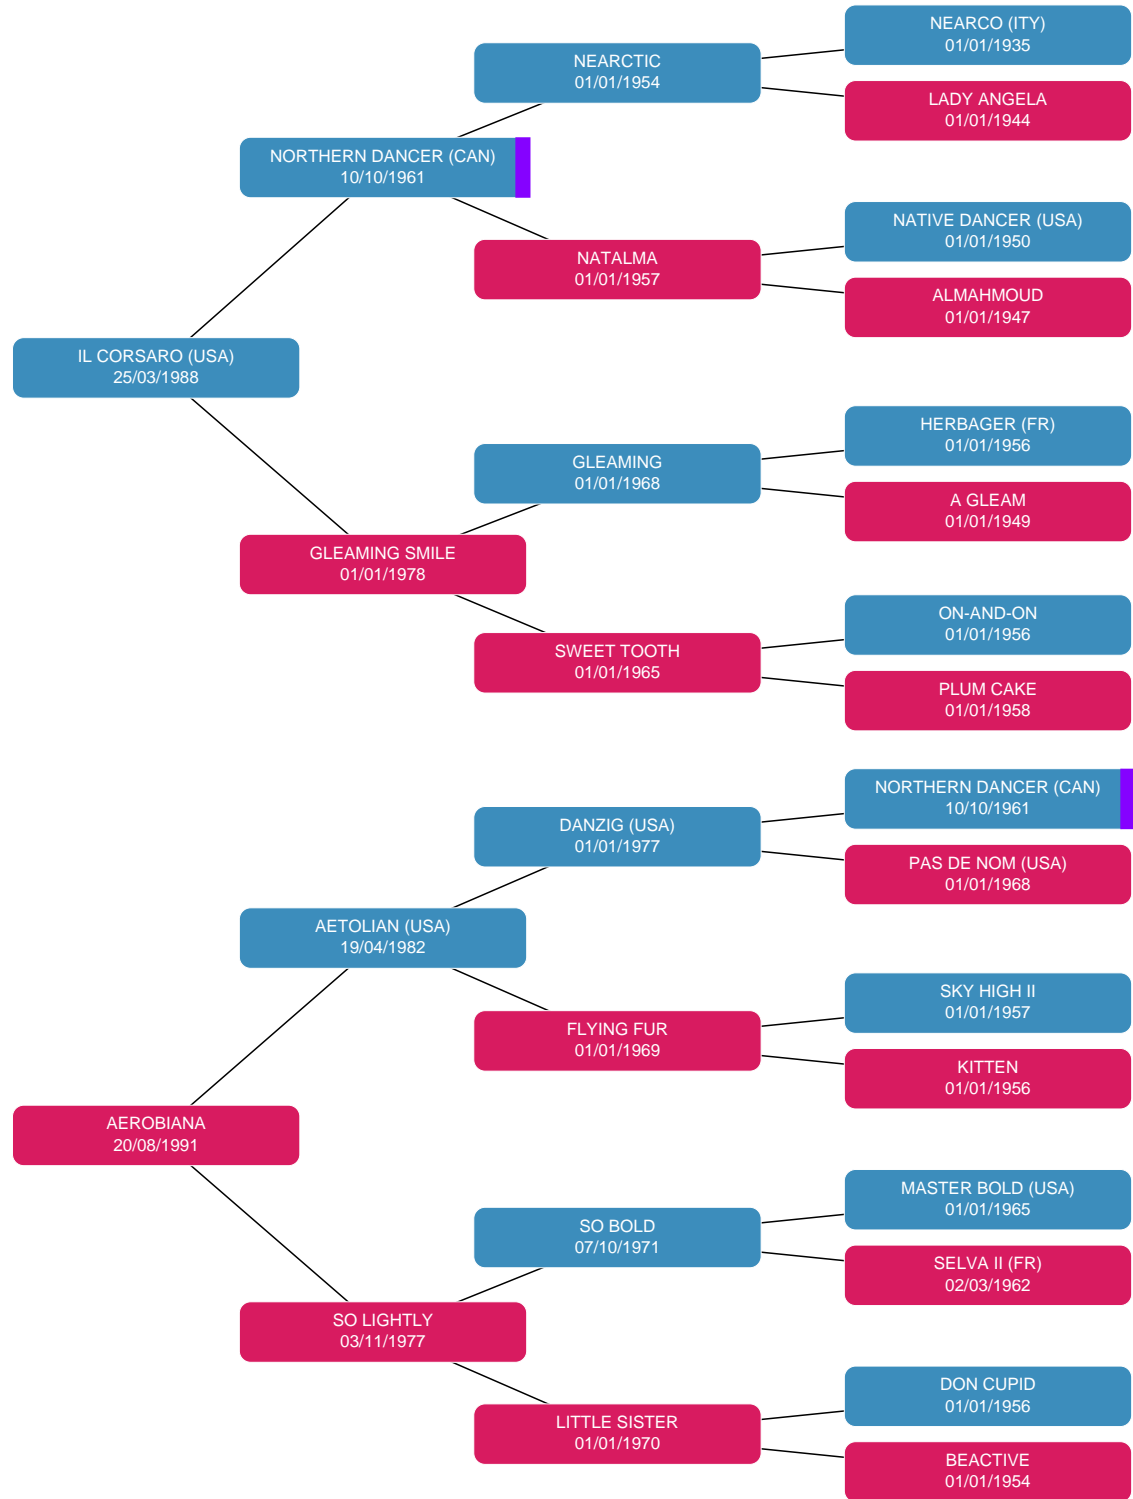 NEARCO (ITY)
01/01/1935
NEARCTIC
01/01/1954
LADY ANGELA
01/01/1944
NORTHERN DANCER (CAN)
10/10/1961
NATIVE DANCER (USA)
01/01/1950
NATALMA
01/01/1957
ALMAHMOUD
01/01/1947
IL CORSARO (USA)
25/03/1988
HERBAGER (FR)
01/01/1956
GLEAMING
01/01/1968
A GLEAM
01/01/1949
GLEAMING SMILE
01/01/1978
ON-AND-ON
01/01/1956
SWEET TOOTH
01/01/1965
PLUM CAKE
01/01/1958
NORTHERN DANCER (CAN)
10/10/1961
DANZIG (USA)
01/01/1977
PAS DE NOM (USA)
01/01/1968
AETOLIAN (USA)
19/04/1982
SKY HIGH II
01/01/1957
FLYING FUR
01/01/1969
KITTEN
01/01/1956
AEROBIANA
20/08/1991
MASTER BOLD (USA)
01/01/1965
SO BOLD
07/10/1971
SELVA II (FR)
02/03/1962
SO LIGHTLY
03/11/1977
DON CUPID
01/01/1956
LITTLE SISTER
01/01/1970
BEACTIVE
01/01/1954